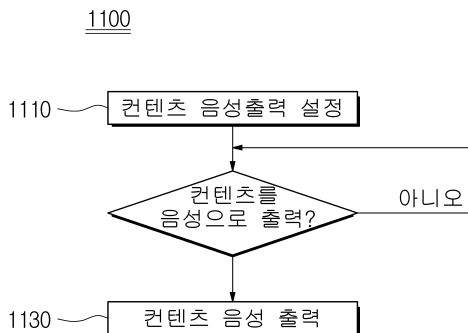 1100
1110
컨텐츠 음성출력 설정
컨텐츠를
음성으로 출력?
아니오
1130
컨텐츠 음성 출력